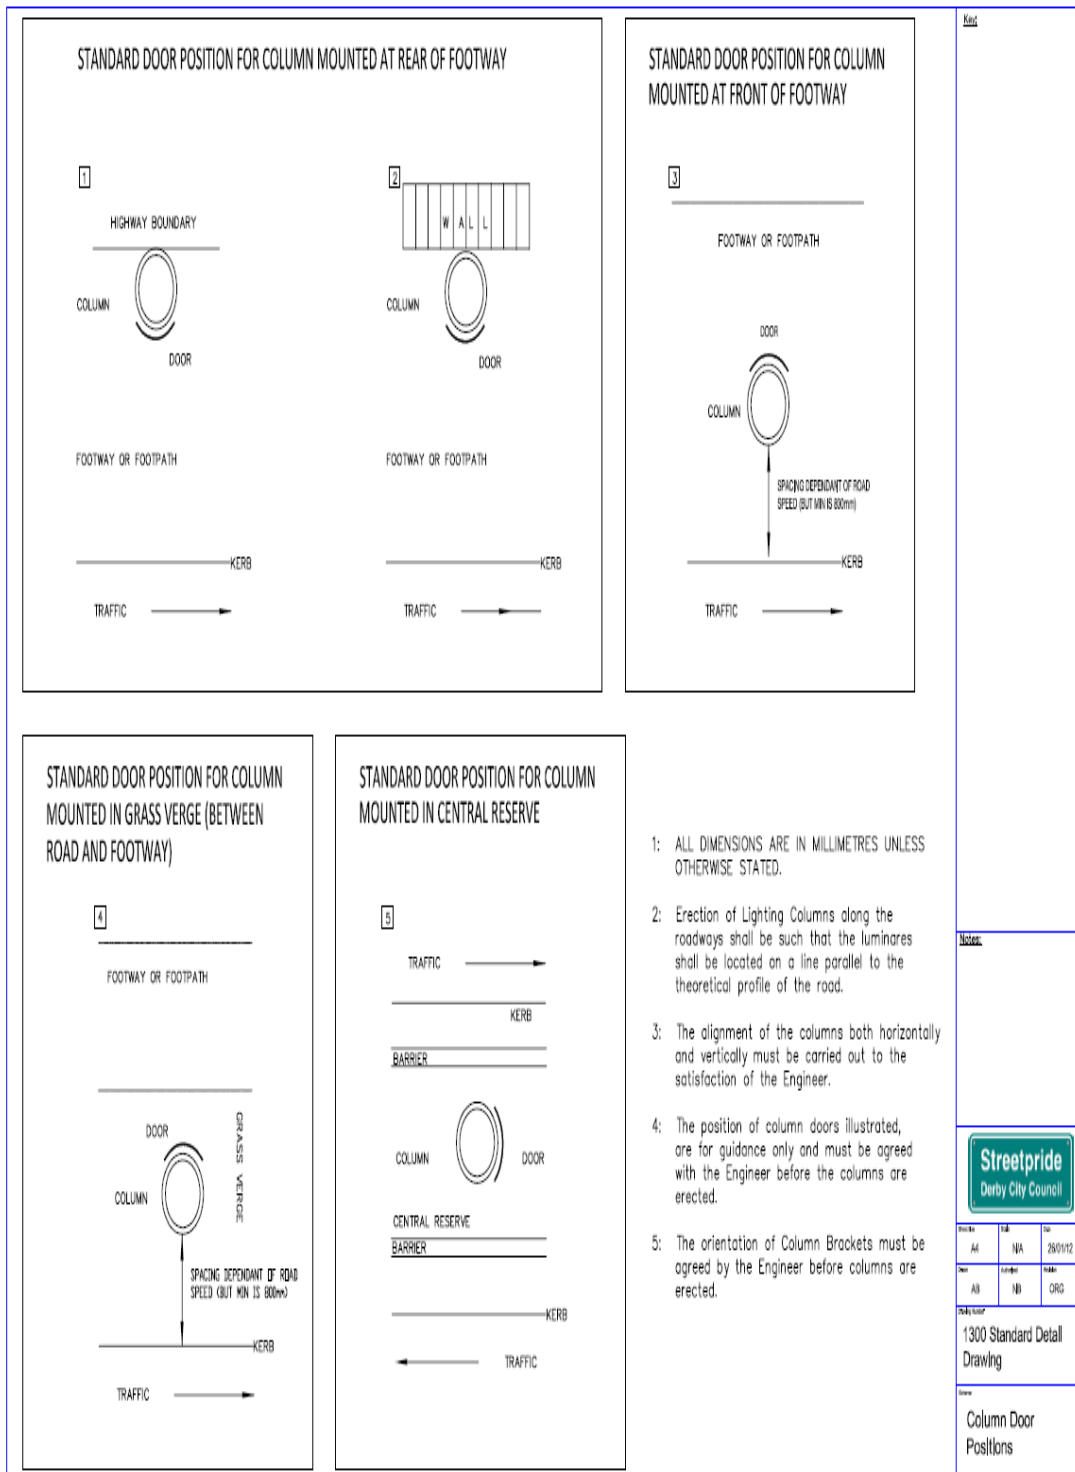 STANDARD DOOR POSITION FOR COLUMN MOUNTED AT REAR OF FOOTWAY
1
HIGHWAY BOUNDARY
COLUMN
DOOR
FOOTWAY OR FOOTPATH
KERB
TRAFFIC
2
WALL
COLUMN
DOOR
FOOTWAY OR FOOTPATH
KERB
TRAFFIC
STANDARD DOOR POSITION FOR COLUMN
MOUNTED AT FRONT OF FOOTWAY
3
FOOTWAY OR FOOTPATH
DOOR
COLUMN
SPACING DEPENDANT OF ROAD
SPEED (BUT MIN IS 800mm)
KERB
TRAFFIC
STANDARD DOOR POSITION FOR COLUMN
MOUNTED IN GRASS VERGE (BETWEEN
ROAD AND FOOTWAY)
4
FOOTWAY OR FOOTPATH
DOOR
GRASS VERGE
COLUMN
SPACING DEPENDANT OF ROAD
SPEED (BUT MIN IS 800mm)
KERB
TRAFFIC
STANDARD DOOR POSITION FOR COLUMN
MOUNTED IN CENTRAL RESERVE
5
TRAFFIC
KERB
BARRIER
COLUMN
DOOR
CENTRAL RESERVE
BARRIER
KERB
TRAFFIC
1: ALL DIMENSIONS ARE IN MILLIMETRES UNLESS
OTHERWISE STATED.
2: Erection of Lighting Columns along the
roadways shall be such that the luminares
shall be located on a line parallel to the
theoretical profile of the road.
3: The alignment of the columns both horizontally
and vertically must be carried out to the
satisfaction of the Engineer.
4: The position of column doors illustrated,
are for guidance only and must be agreed
with the Engineer before the columns are
erected.
5: The orientation of Column Brackets must be
agreed by the Engineer before columns are
erected.
Key:
Notes:
Streetpride
Derby City Council
A4 N/A 26/01/12
AB NB ORG
1300 Standard Detail
Drawing
Column Door
Positions